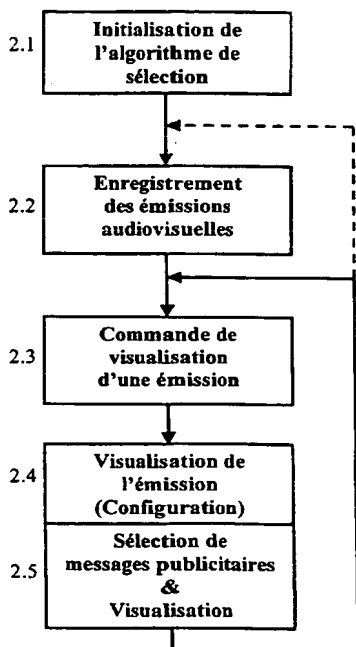 2.1
Initialisation de
l'algorithme de
sélection
2.2
Enregistrement
des émissions
audiovisuelles
2.3
Commande de
visualisation
d'une émission
2.4
Visualisation de
l'émission
(Configuration)
2.5
Sélection de
messages publicitaires
&
Visualisation